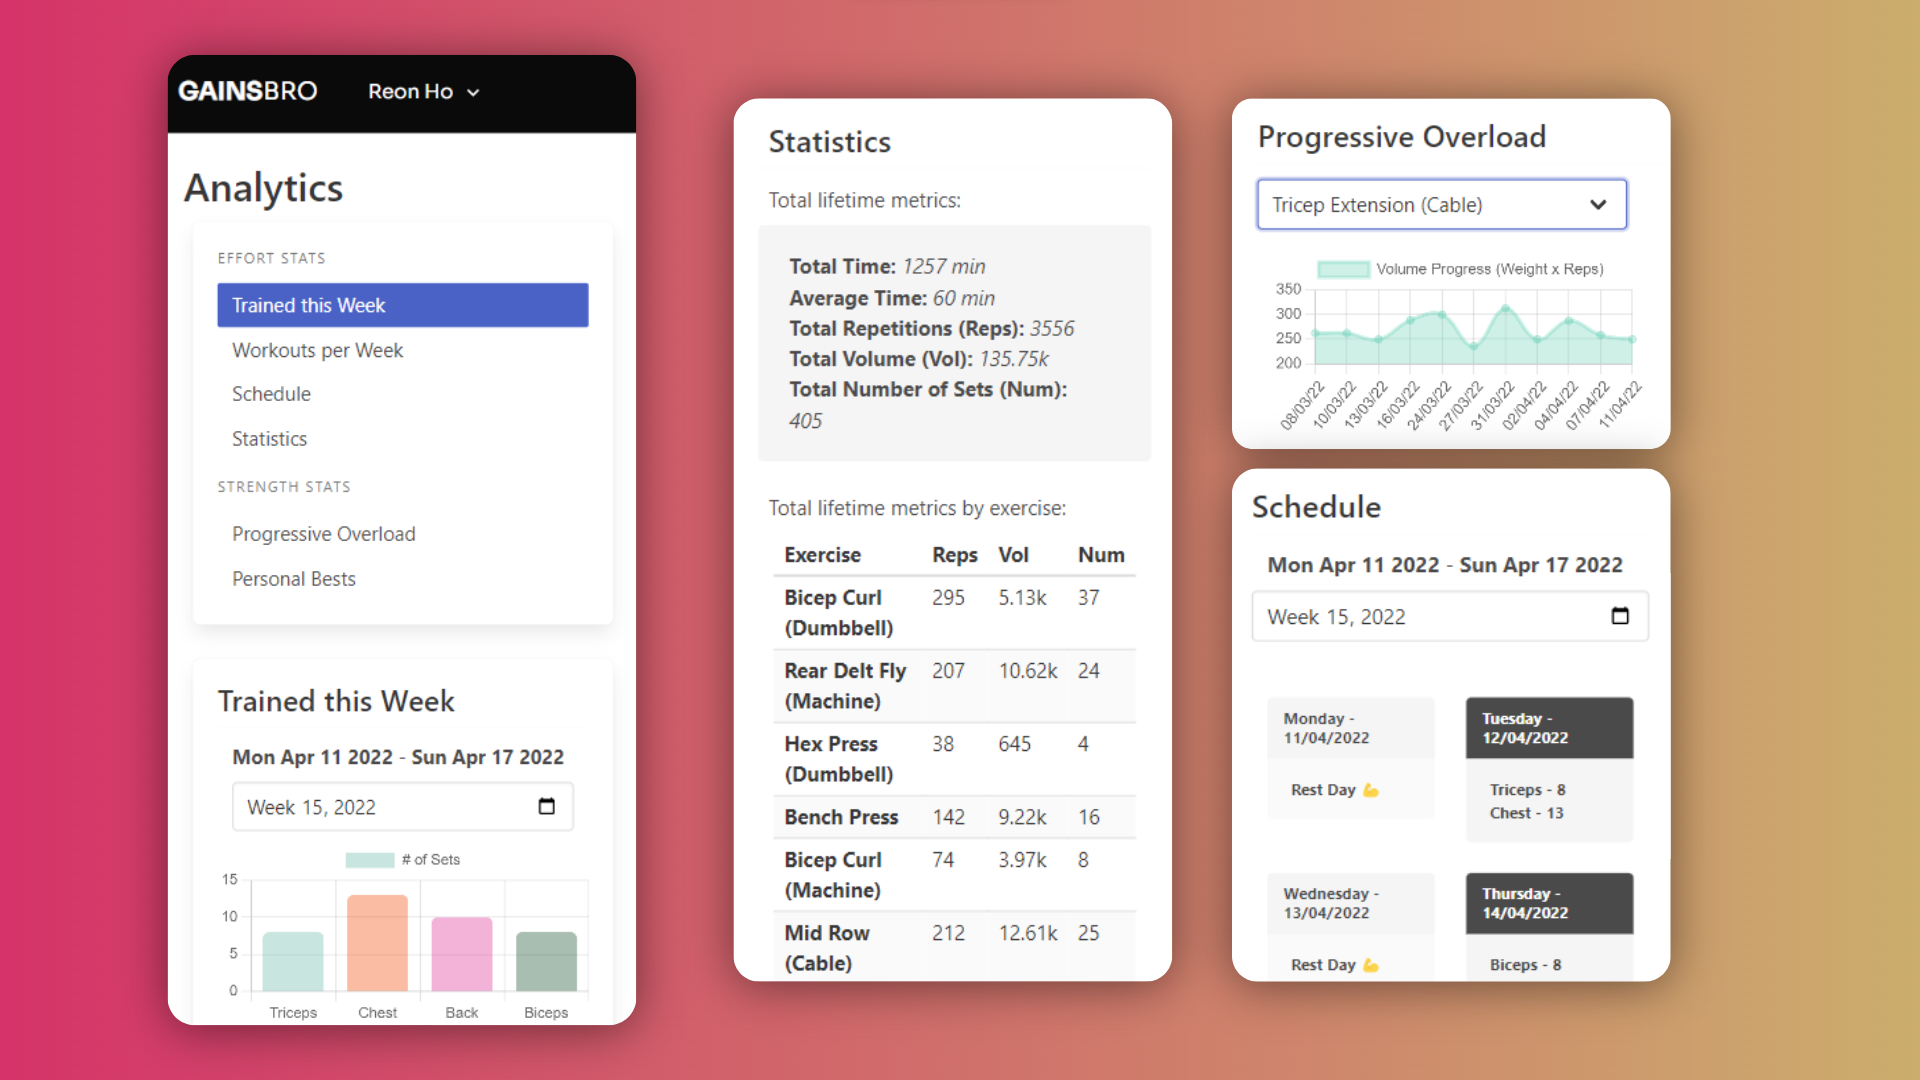 GAINSBRO
Reon Ho
Analytics
EFFORT STATS
Trained this Week
Workouts per Week
Schedule
Statistics
STRENGTH STATS
Progressive Overload
Personal Bests
Trained this Week
Mon Apr 11 2022 - Sun Apr 17 2022
Week 15, 2022
# of Sets
15
10
5
0
Triceps Chest Back Biceps
Statistics
Total lifetime metrics:
Total Time: 1257 min
Average Time: 60 min
Total Repetitions (Reps): 3556
Total Volume (Vol): 135.75k
Total Number of Sets (Num):
405
Total lifetime metrics by exercise:
Exercise Reps Vol Num
Bicep Curl 295 5.13k 37
(Dumbbell)
Rear Delt Fly 207 10.62k 24
(Machine)
Hex Press 38 645 4
(Dumbbell)
Bench Press 142 9.22k 16
Bicep Curl 74 3.97k 8
(Machine)
Mid Row 212 12.61k 25
(Cable)
Progressive Overload
Tricep Extension (Cable)
Volume Progress (Weight x Reps)
350
300
250
200
08/03/22 10/03/22 13/03/22 16/03/22 24/03/22 27/03/22 31/03/22 02/04/22 04/04/22 07/04/22 11/04/22
Schedule
Mon Apr 11 2022 - Sun Apr 17 2022
Week 15, 2022
Monday -
11/04/2022
Rest Day 💪
Tuesday -
12/04/2022
Triceps - 8
Chest - 13
Wednesday -
13/04/2022
Rest Day 💪
Thursday -
14/04/2022
Biceps - 8